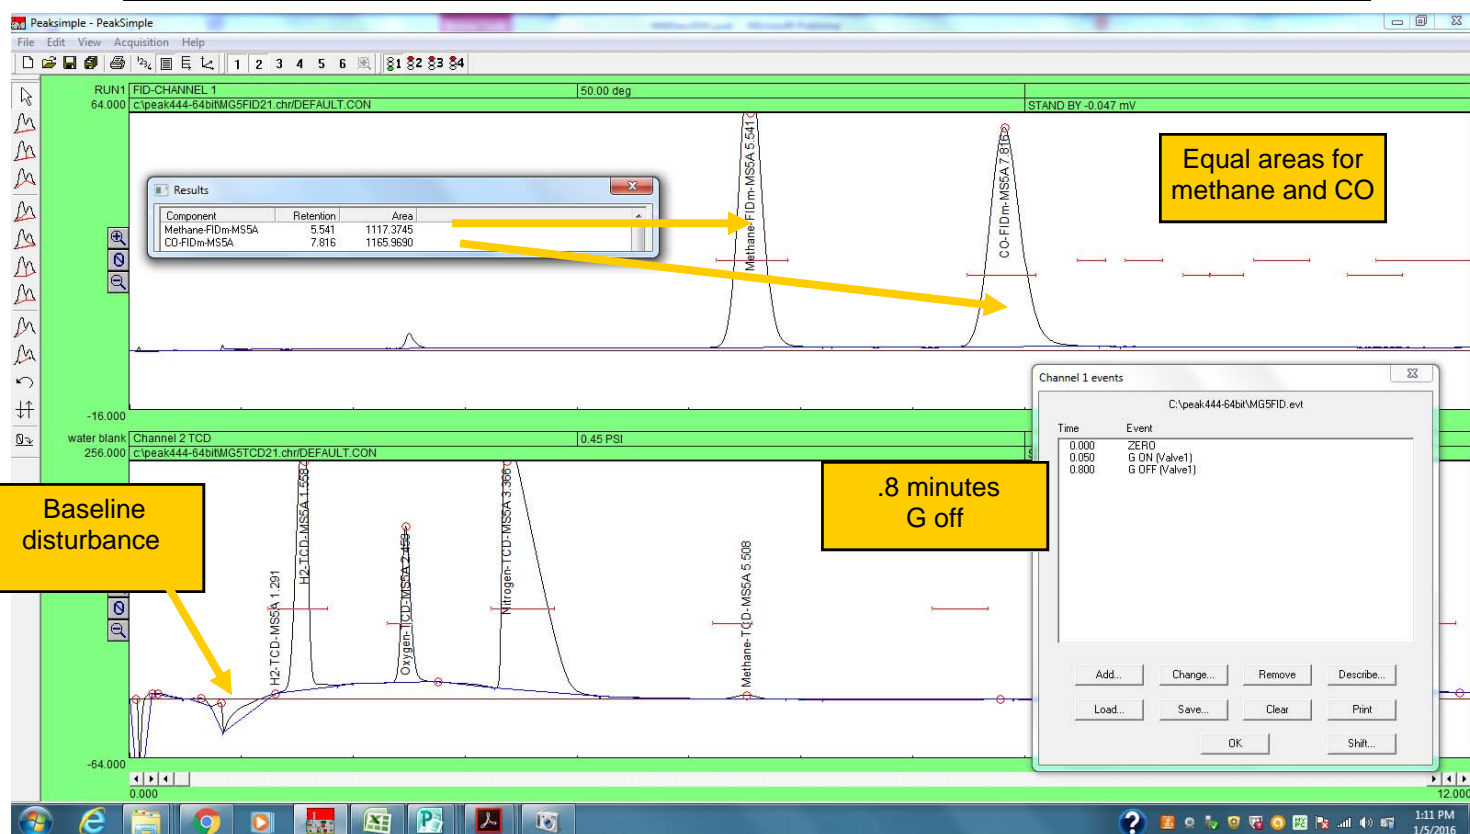 Peaksimple - PeakSimple
File Edit View Acquisition Help
1 2 3 4 5 6 1 2 3 4
RUN1 FID-CHANNEL 1 50.00 deg
64.000 c:\peak444-64bit\MG5FID21.chr/DEFAULT.CON STAND BY -0.047 mV
Equal areas for
methane and CO
Results
Component Retention Area
Methane-FIDm-MS5A 5.541 1117.3745
CO-FIDm-MS5A 7.816 1165.9690
Methane-FIDm-MS5A 5.541
CO-FIDm-MS5A 7.816
-16.000
Channel 1 events
C:\peak444-64bit\MG5FID.evt
Time Event
0.000 ZERO
0.050 G ON (Valve1)
0.800 G OFF (Valve1)
Add... Change... Remove Describe...
Load... Save... Clear Print
OK Shift...
water blank Channel 2 TCD 0.45 PSI
256.000 c:\peak444-64bit\MG5TCD21.chr/DEFAULT.CON
.8 minutes
G off
Baseline
disturbance
H2-TCD-MS5A 1.291
H2-TCD-MS5A 1.558
Oxygen-TCD-MS5A 2.453
Nitrogen-TCD-MS5A 3.366
Methane-TCD-MS5A 5.508
-64.000
0.000 12.000
1:11 PM
1/5/2016